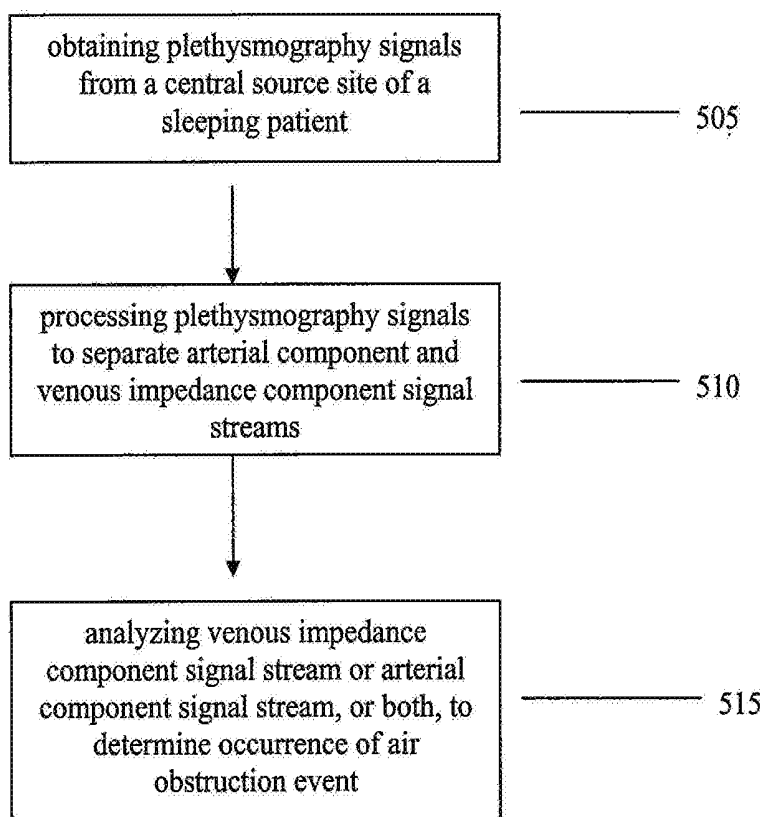 obtaining plethysmography signals
from a central source site of a
sleeping patient
505
processing plethysmography signals
to separate arterial component and
venous impedance component signal
streams
510
analyzing venous impedance
component signal stream or arterial
component signal stream, or both, to
determine occurrence of air
obstruction event
515